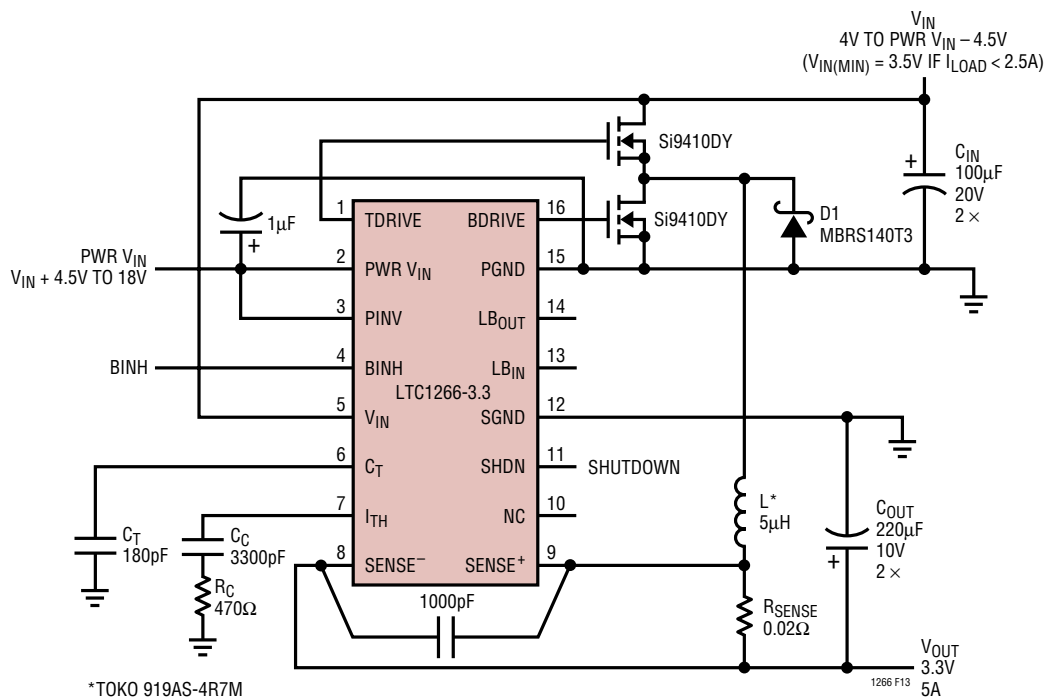 VIN
4V TO PWR VIN – 4.5V
(VIN(MIN) = 3.5V IF ILOAD < 2.5A)
Si9410DY
+
CIN
100µF
20V
2 ×
1µF
+
1
TDRIVE
BDRIVE
16
Si9410DY
D1
MBRS140T3
PWR VIN
VIN + 4.5V TO 18V
2
PWR VIN
PGND
15
3
PINV
LBOUT
14
BINH
4
BINH
LBIN
13
LTC1266-3.3
5
VIN
SGND
12
6
CT
SHDN
11
SHUTDOWN
7
ITH
NC
10
8
SENSE–
SENSE+
9
CT
180pF
CC
3300pF
RC
470Ω
1000pF
L*
5µH
COUT
220µF
10V
2 ×
+
RSENSE
0.02Ω
VOUT
3.3V
5A
1266 F13
*TOKO 919AS-4R7M